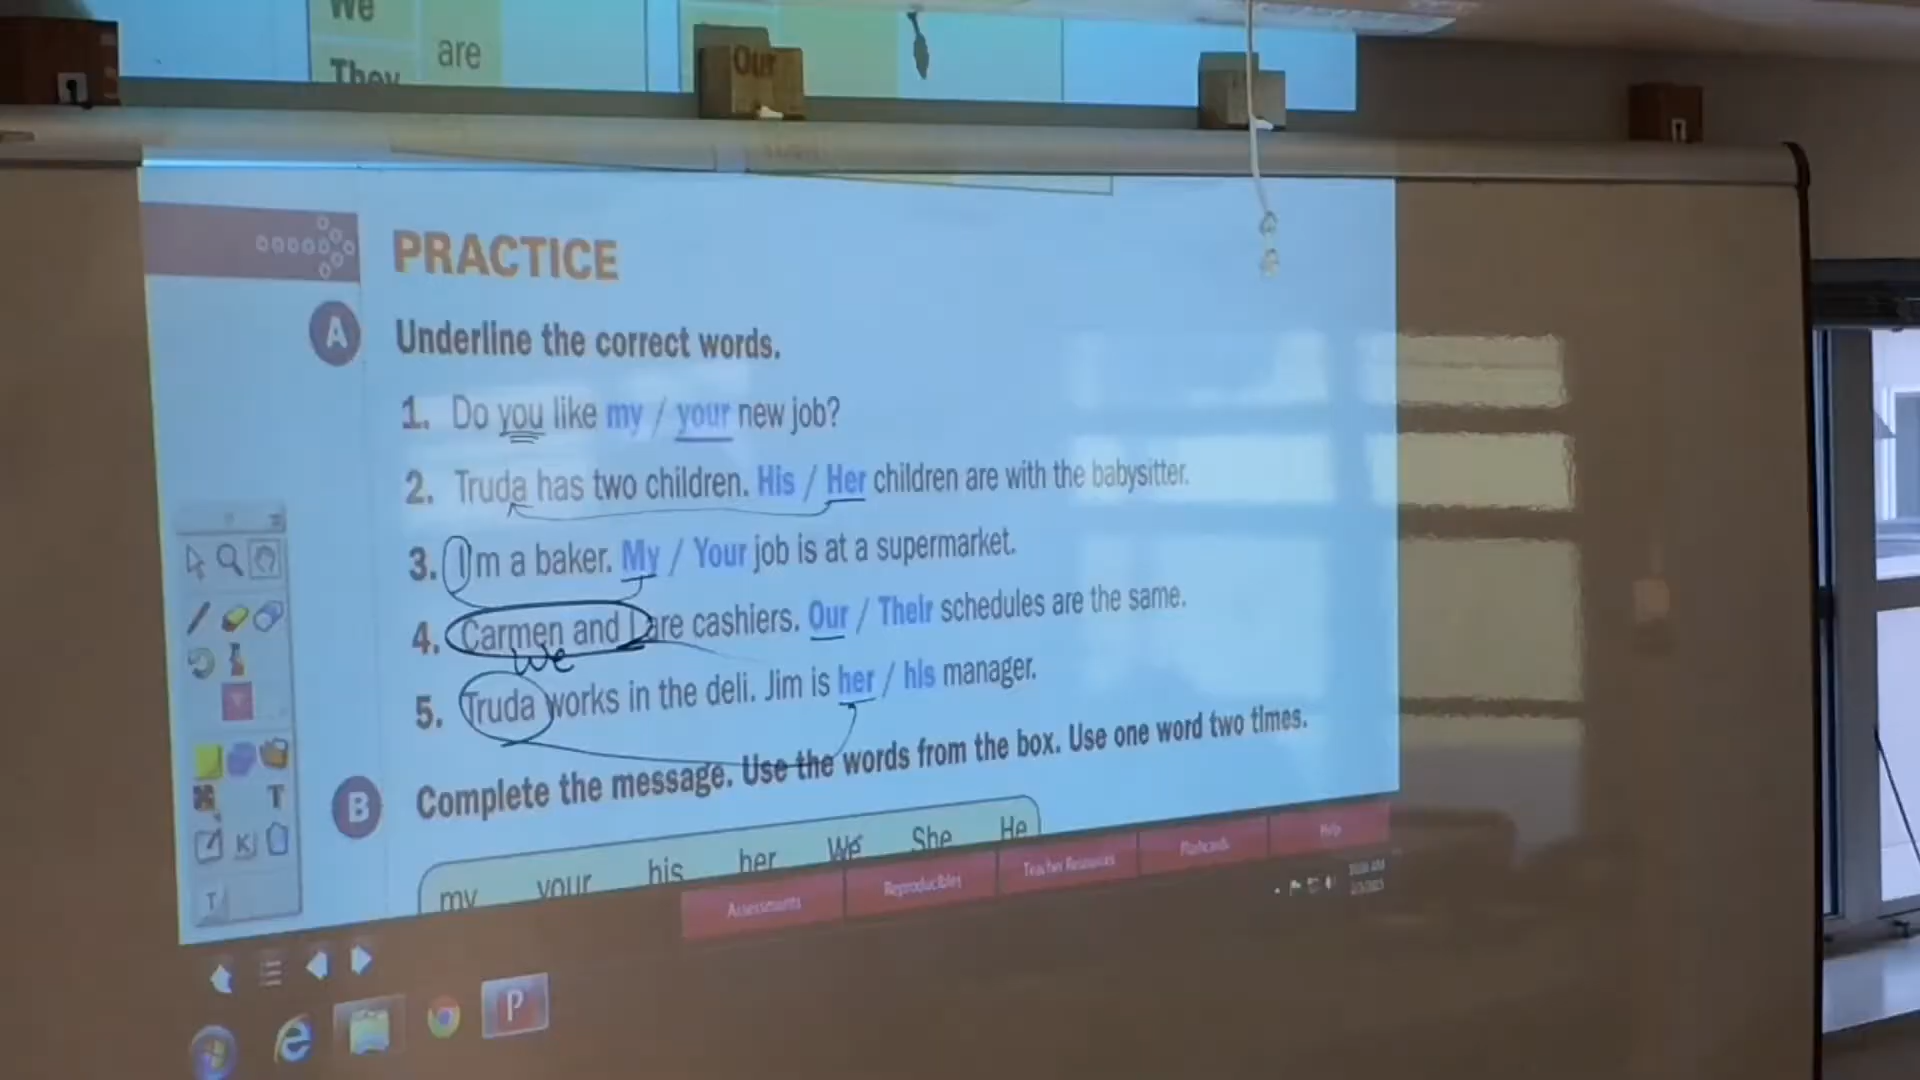 We
are
They
Our
PRACTICE
A Underline the correct words.
1. Do you like my / your new job?
2. Truda has two children. His / Her children are with the babysitter.
3. I'm a baker. My / Your job is at a supermarket.
4. Carmen and I are cashiers. Our / Their schedules are the same.
We
5. Truda works in the deli. Jim is her / his manager.
B Complete the message. Use the words from the box. Use one word two times.
my your his her We She He
Assessments Reproducibles Teacher Resources Flashcards Help
T
T
P